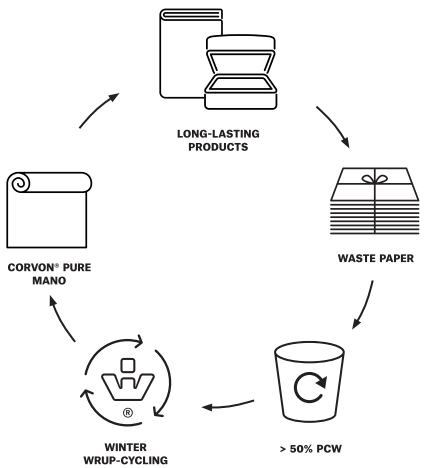 LONG-LASTING
PRODUCTS
WASTE PAPER
> 50% PCW
®
WINTER
WRUP-CYCLING
CORVON® PURE
MANO